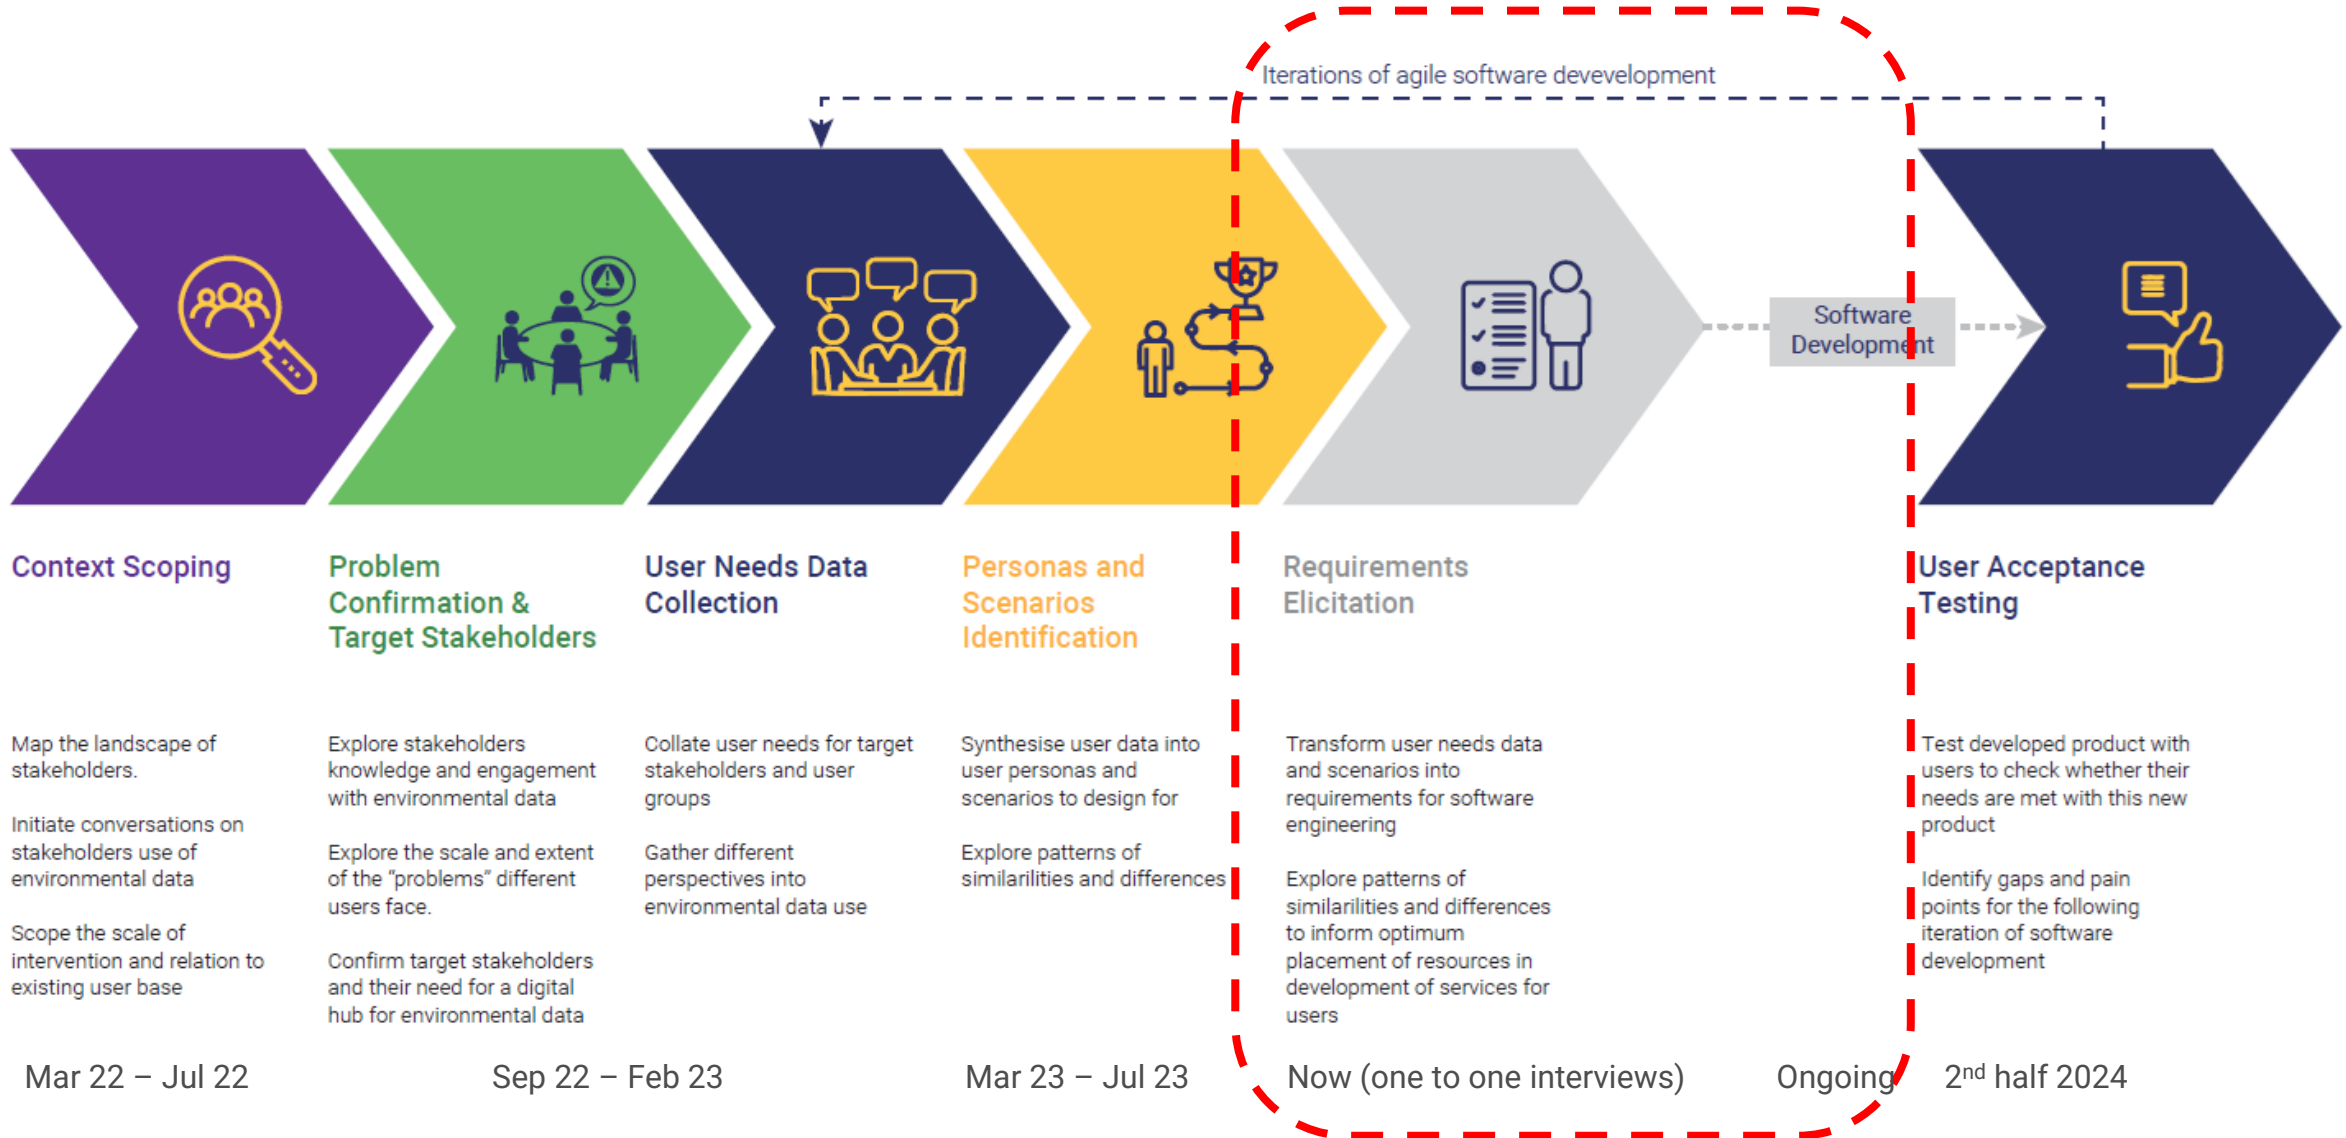 Iterations of agile software devevelopment
Software
Development
Context Scoping
Problem
Confirmation &
Target Stakeholders
User Needs Data
Collection
Personas and
Scenarios
Identification
Requirements
Elicitation
User Acceptance
Testing
Map the landscape of
stakeholders.
Initiate conversations on
stakeholders use of
environmental data
Scope the scale of
intervention and relation to
existing user base
Explore stakeholders
knowledge and engagement
with environmental data
Explore the scale and extent
of the “problems” different
users face.
Confirm target stakeholders
and their need for a digital
hub for environmental data
Collate user needs for target
stakeholders and user
groups
Gather different
perspectives into
environmental data use
Synthesise user data into
user personas and
scenarios to design for
Explore patterns of
similarilities and differences
Transform user needs data
and scenarios into
requirements for software
engineering
Explore patterns of
similarilities and differences
to inform optimum
placement of resources in
development of services for
users
Test developed product with
users to check whether their
needs are met with this new
product
Identify gaps and pain
points for the following
iteration of software
development
Mar 22 – Jul 22
Sep 22 – Feb 23
Mar 23 – Jul 23
Now (one to one interviews)
Ongoing
2nd half 2024